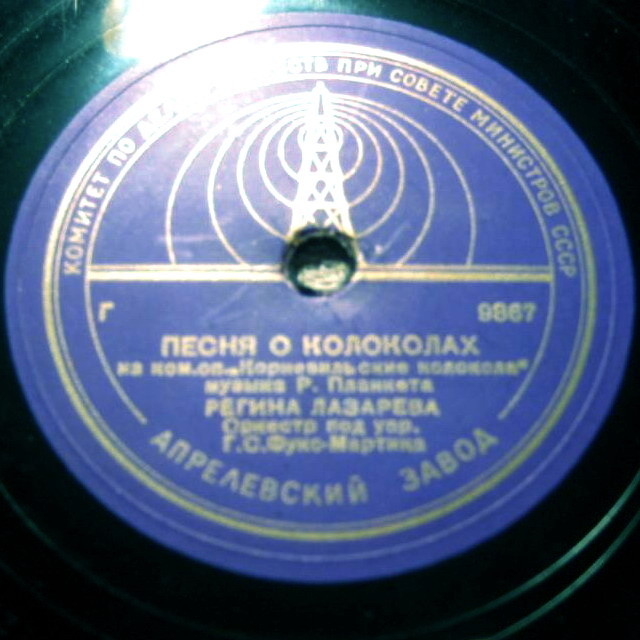 КОМИТЕТ ПО ПРИ СОВЕТЕ МИНИСТРОВ СССР
Г 9867
ПЕСНЯ О КОЛОКОЛАХ
из ком.оп. „Корневильские колокола"
музыка Р. Планкета
РЕГИНА ЛАЗАРЕВА
Оркестр под упр.
Г.С.Фукс-Мартина
АПРЕЛЕВСКИЙ ЗАВОД